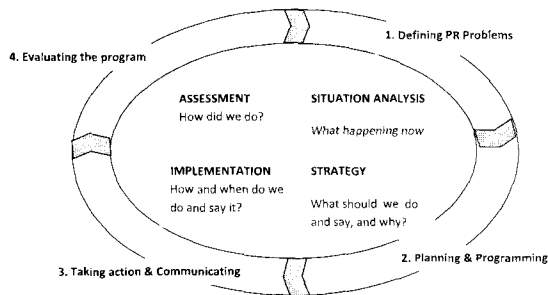 1. Defining PR Problems
4. Evaluating the program
ASSESSMENT
How did we do?
SITUATION ANALYSIS
What happening now
IMPLEMENTATION
How and when do we
do and say it?
STRATEGY
What should we do
and say, and why?
2. Planning & Programming
3. Taking action & Communicating